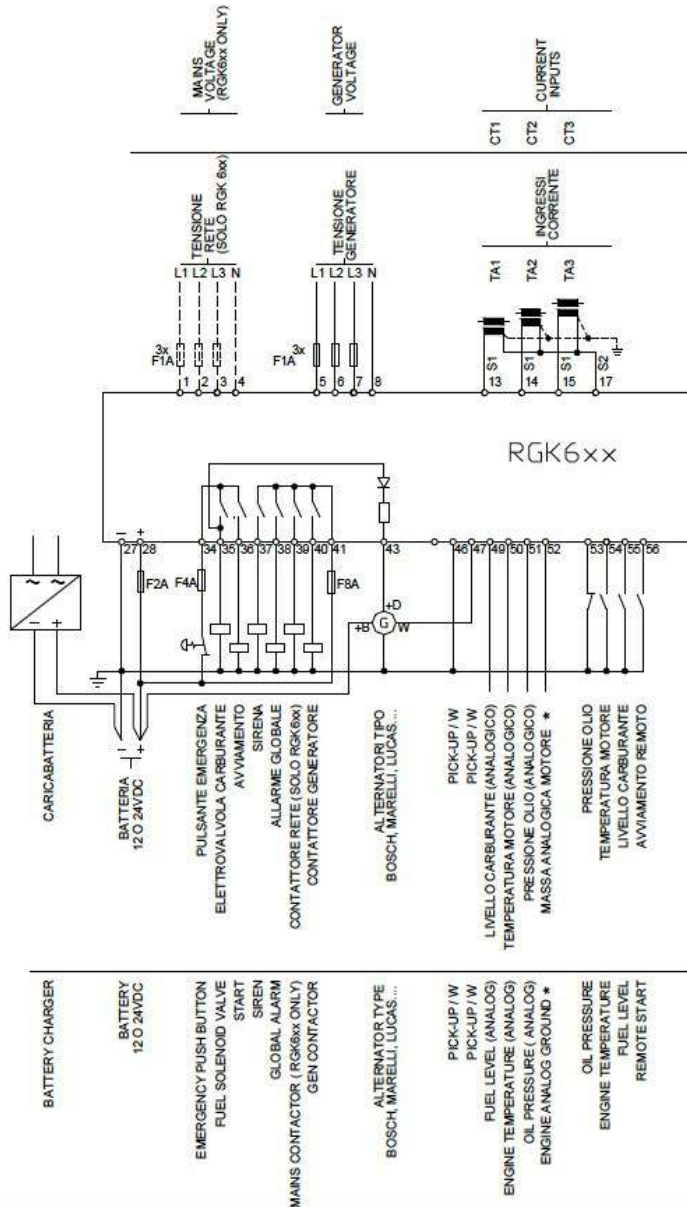 MAINS
VOLTAGE
(RGK6xx ONLY)
GENERATOR
VOLTAGE
CURRENT
INPUTS
CT1
CT2
CT3
TENSIONE
RETE
(SOLO RGK 6xx)
TENSIONE
GENERATORE
INGRESSI
CORRENTE
TA1
TA2
TA3
L1 L2 L3 N
L1 L2 L3 N
3x
F1A
3x
F1A
S1
S1
S1
S2
1 2 3 4
5 6 7 8
13 14 15 17
RGK6xx
– +
27 28
34 35 36 37 38 39 40 41
43
46 47 49 50 51 52
53 54 55 56
F2A
F4A
F8A
~ ~
– +
+D
+B
G
W
– +
CARICABATTERIA
BATTERIA
12 O 24VDC
PULSANTE EMERGENZA
ELETTROVALVOLA CARBURANTE
AVVIAMENTO
SIRENA
ALLARME GLOBALE
CONTATTORE RETE (SOLO RGK6xx)
CONTATTORE GENERATORE
ALTERNATORI TIPO
BOSCH, MARELLI, LUCAS....
PICK-UP / W
PICK-UP / W
LIVELLO CARBURANTE (ANALOGICO)
TEMPERATURA MOTORE (ANALOGICO)
PRESSIONE OLIO (ANALOGICO)
MASSA ANALOGICA MOTORE *
PRESSIONE OLIO
TEMPERATURA MOTORE
LIVELLO CARBURANTE
AVVIAMENTO REMOTO
BATTERY CHARGER
BATTERY
12 O 24VDC
EMERGENCY PUSH BUTTON
FUEL SOLENOID VALVE
START
SIREN
GLOBAL ALARM
MAINS CONTACTOR ( RGK6xx ONLY)
GEN CONTACTOR
ALTERNATOR TYPE
BOSCH, MARELLI, LUCAS....
PICK-UP / W
PICK-UP / W
FUEL LEVEL (ANALOG)
ENGINE TEMPERATURE (ANALOG)
OIL PRESSURE ( ANALOG)
ENGINE ANALOG GROUND *
OIL PRESSURE
ENGINE TEMPERATURE
FUEL LEVEL
REMOTE START